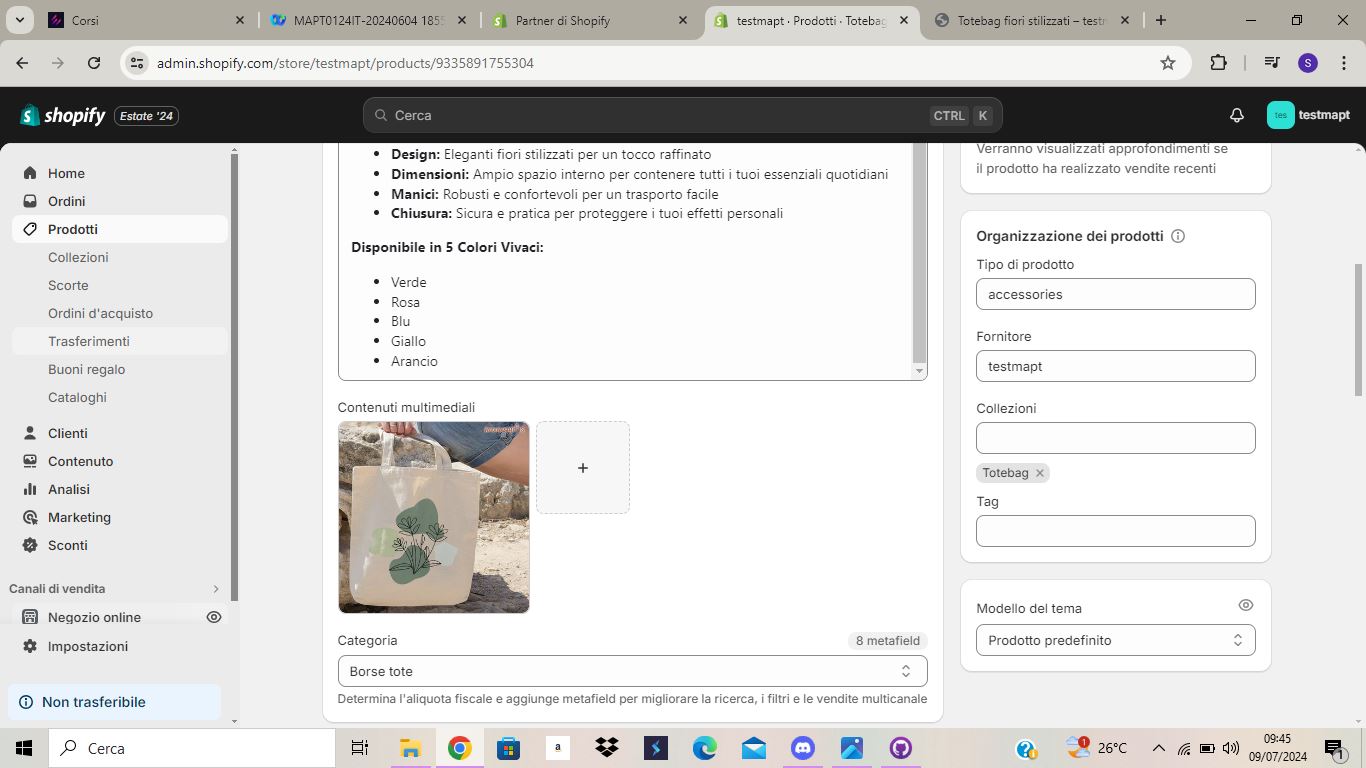 Corsi
MAPT0124IT-20240604 1855
Partner di Shopify
testmapt · Prodotti · Totebag
Totebag fiori stilizzati – testm
admin.shopify.com/store/testmapt/products/9335891755304
S
shopify
Estate '24
Cerca
CTRL
K
tes
testmapt
Home
Ordini
Prodotti
Collezioni
Scorte
Ordini d'acquisto
Trasferimenti
Buoni regalo
Cataloghi
Clienti
Contenuto
Analisi
Marketing
Sconti
Canali di vendita
Negozio online
Impostazioni
Non trasferibile
Design: Eleganti fiori stilizzati per un tocco raffinato
Dimensioni: Ampio spazio interno per contenere tutti i tuoi essenziali quotidiani
Manici: Robusti e confortevoli per un trasporto facile
Chiusura: Sicura e pratica per proteggere i tuoi effetti personali
Disponibile in 5 Colori Vivaci:
Verde
Rosa
Blu
Giallo
Arancio
Contenuti multimediali
Categoria
8 metafield
Borse tote
Determina l'aliquota fiscale e aggiunge metafield per migliorare la ricerca, i filtri e le vendite multicanale
Verranno visualizzati approfondimenti se
il prodotto ha realizzato vendite recenti
Organizzazione dei prodotti
Tipo di prodotto
accessories
Fornitore
testmapt
Collezioni
Totebag
Tag
Modello del tema
Prodotto predefinito
Cerca
a
1
26°C
09:45
09/07/2024
1